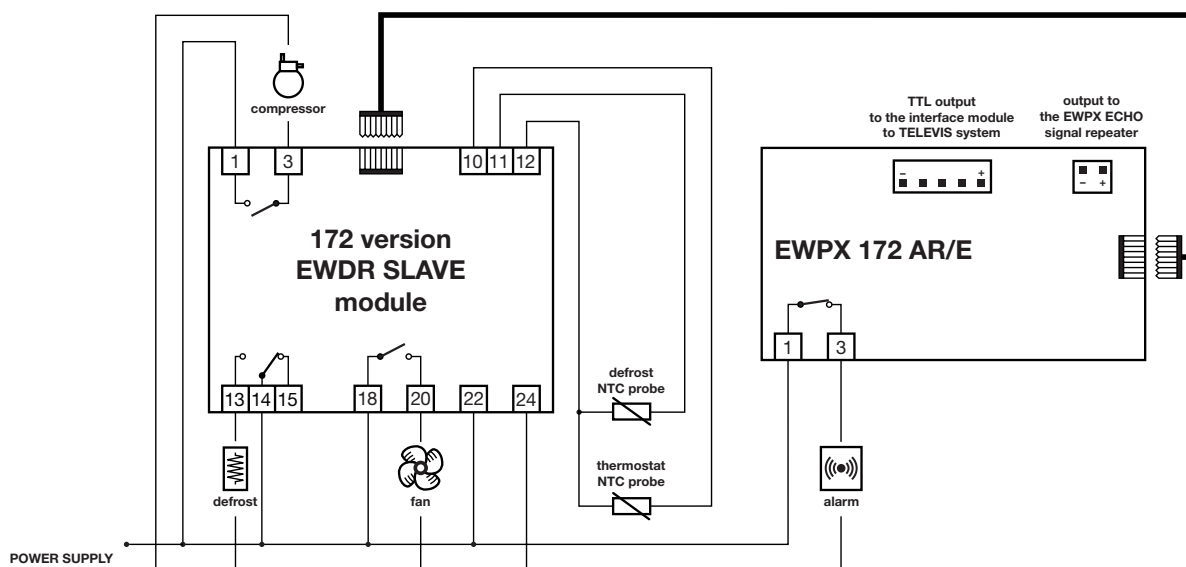 compressor
TTL output
to the interface module
to TELEVIS system
output to
the EWPX ECHO
signal repeater
1 3 10 11 12
- +
- +
172 version
EWDR SLAVE
module
EWPX 172 AR/E
1 3
13 14 15 18 20 22 24
defrost
NTC probe
thermostat
NTC probe
defrost
fan
alarm
POWER SUPPLY